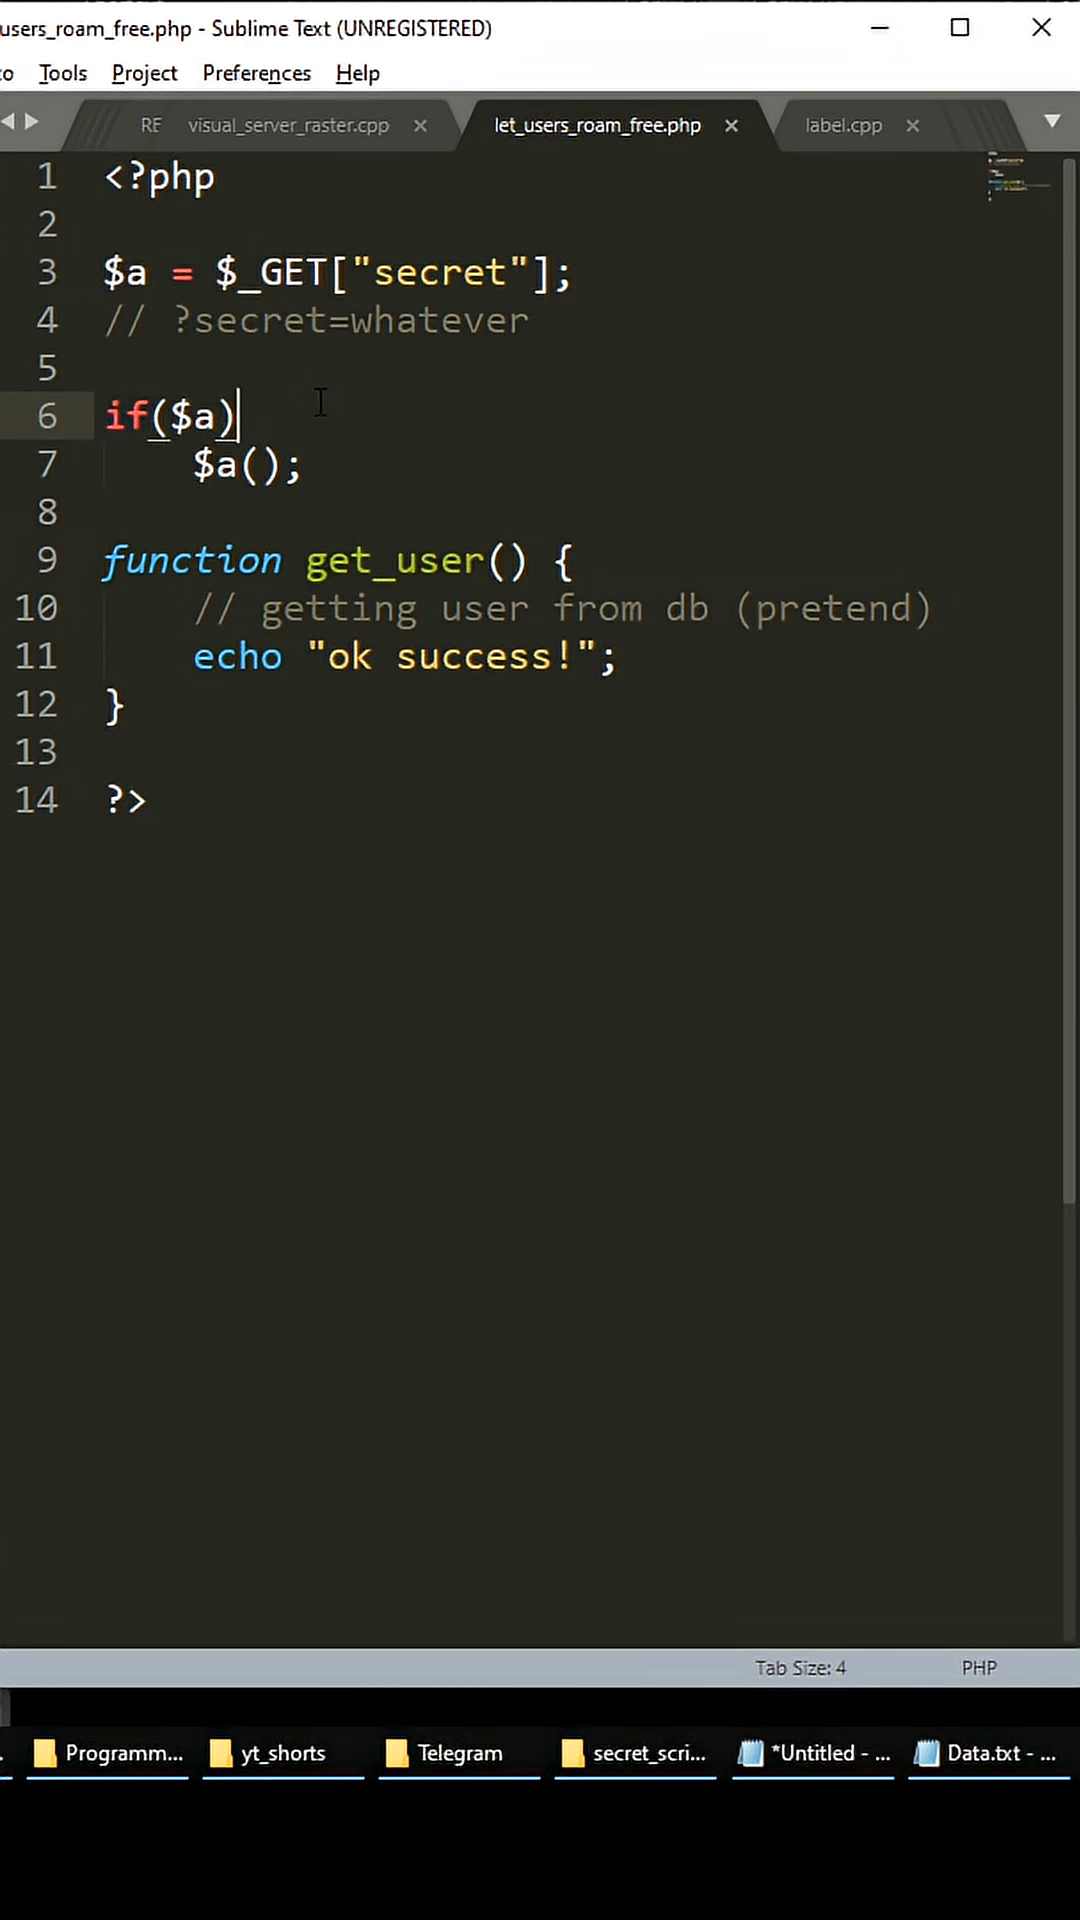 users_roam_free.php - Sublime Text (UNREGISTERED)
to Tools Project Preferences Help
RE visual_server_raster.cpp let_users_roam_free.php label.cpp
1 <?php
2
3 $a = $_GET["secret"];
4 // ?secret=whatever
5
6 if($a)
7 $a();
8
9 function get_user() {
10 // getting user from db (pretend)
11 echo "ok success!";
12 }
13
14 ?>
Tab Size: 4 PHP
Programm... yt_shorts Telegram secret_scri... *Untitled - ... Data.txt - ...